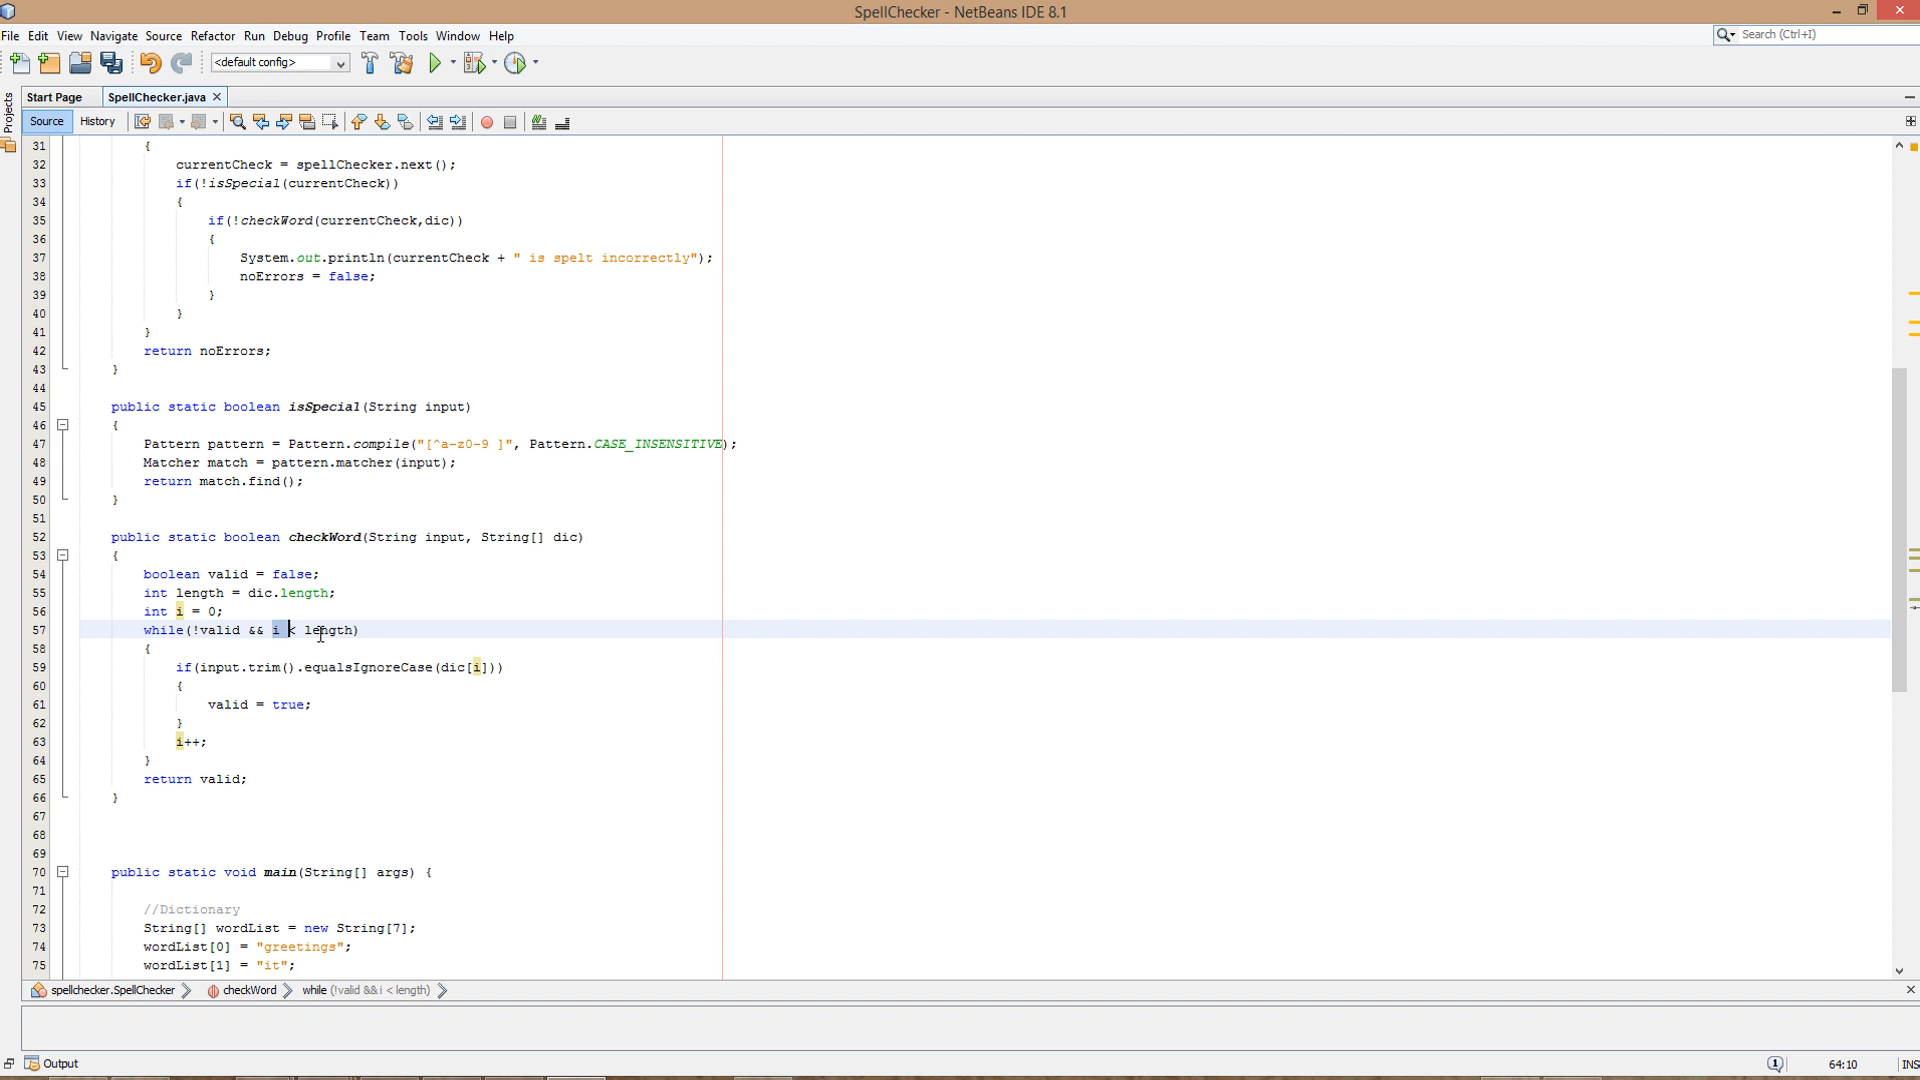 SpellChecker - NetBeans IDE 8.1
File Edit View Navigate Source Refactor Run Debug Profile Team Tools Window Help
Search (Ctrl+I)
<default config>
Projects
Start Page SpellChecker.java
Source History
31 {
32 currentCheck = spellChecker.next();
33 if(!isSpecial(currentCheck))
34 {
35 if(!checkWord(currentCheck,dic))
36 {
37 System.out.println(currentCheck + " is spelt incorrectly");
38 noErrors = false;
39 }
40 }
41 }
42 return noErrors;
43 }
44
45 public static boolean isSpecial(String input)
46 {
47 Pattern pattern = Pattern.compile("[^a-z0-9 ]", Pattern.CASE_INSENSITIVE);
48 Matcher match = pattern.matcher(input);
49 return match.find();
50 }
51
52 public static boolean checkWord(String input, String[] dic)
53 {
54 boolean valid = false;
55 int length = dic.length;
56 int i = 0;
57 while(!valid && i < length)
58 {
59 if(input.trim().equalsIgnoreCase(dic[i]))
60 {
61 valid = true;
62 }
63 i++;
64 }
65 return valid;
66 }
67
68
69
70 public static void main(String[] args) {
71
72 //Dictionary
73 String[] wordList = new String[7];
74 wordList[0] = "greetings";
75 wordList[1] = "it";
spellchecker.SpellChecker checkWord while (!valid && i < length)
Output 1 64:10 INS